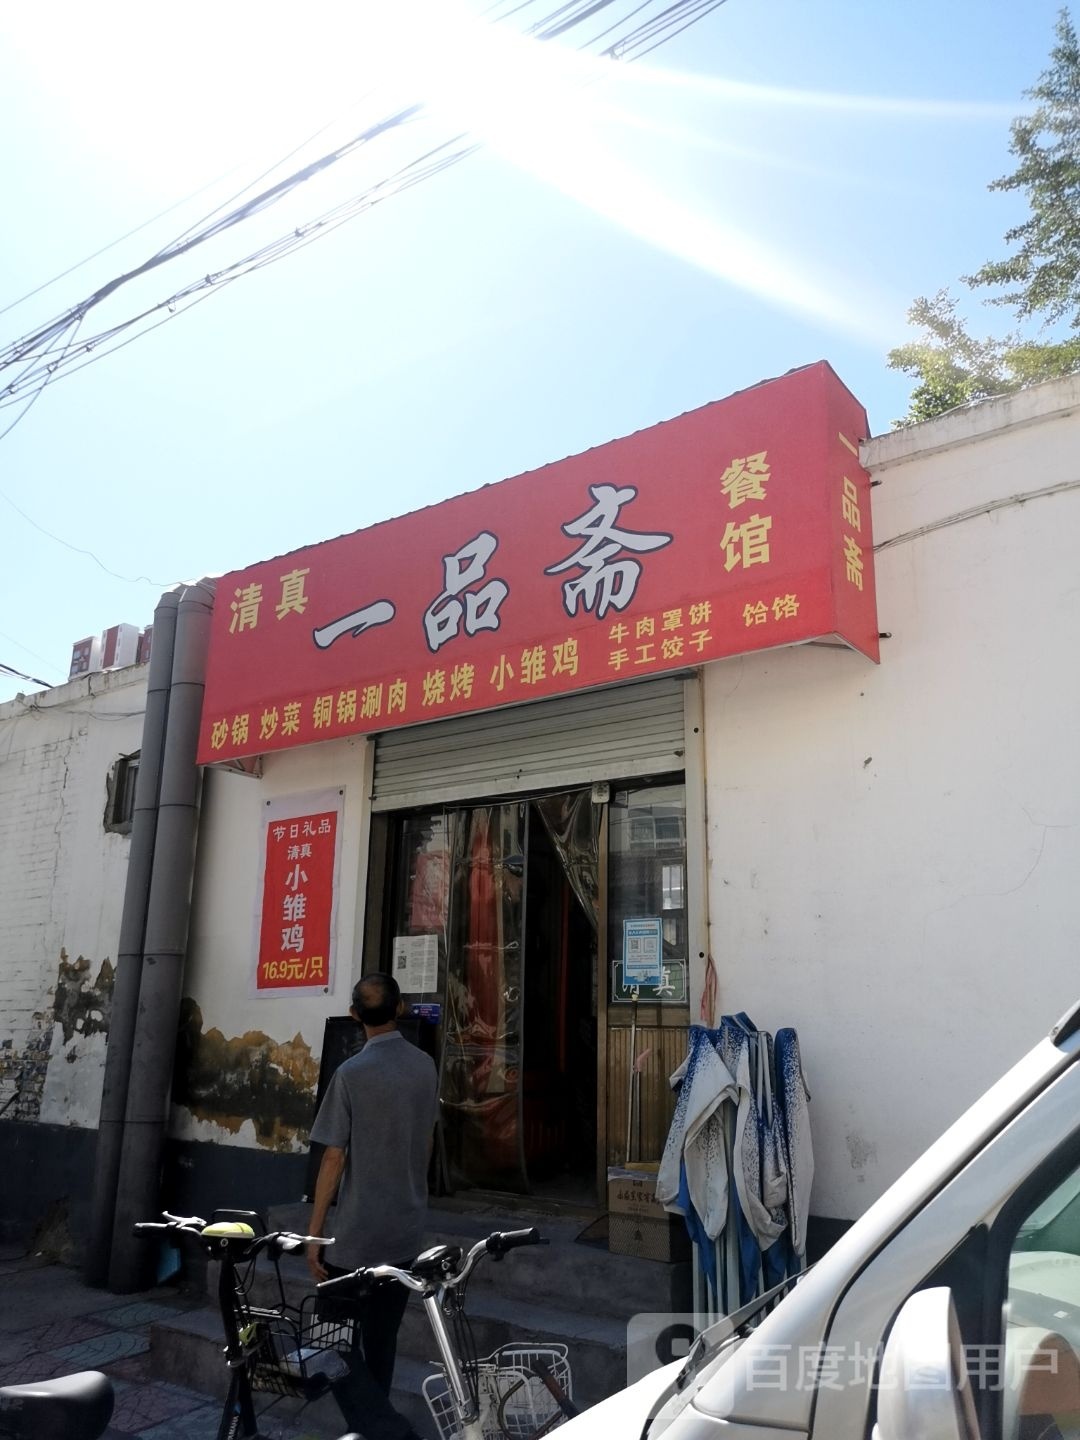 清真
一品斋
餐馆
砂锅 炒菜 铜锅涮肉 烧烤 小雏鸡
牛肉罩饼
手工饺子
饸饹
一品斋
节日礼品
清真
小雏鸡
16.9元/只
清真
百度地图用户